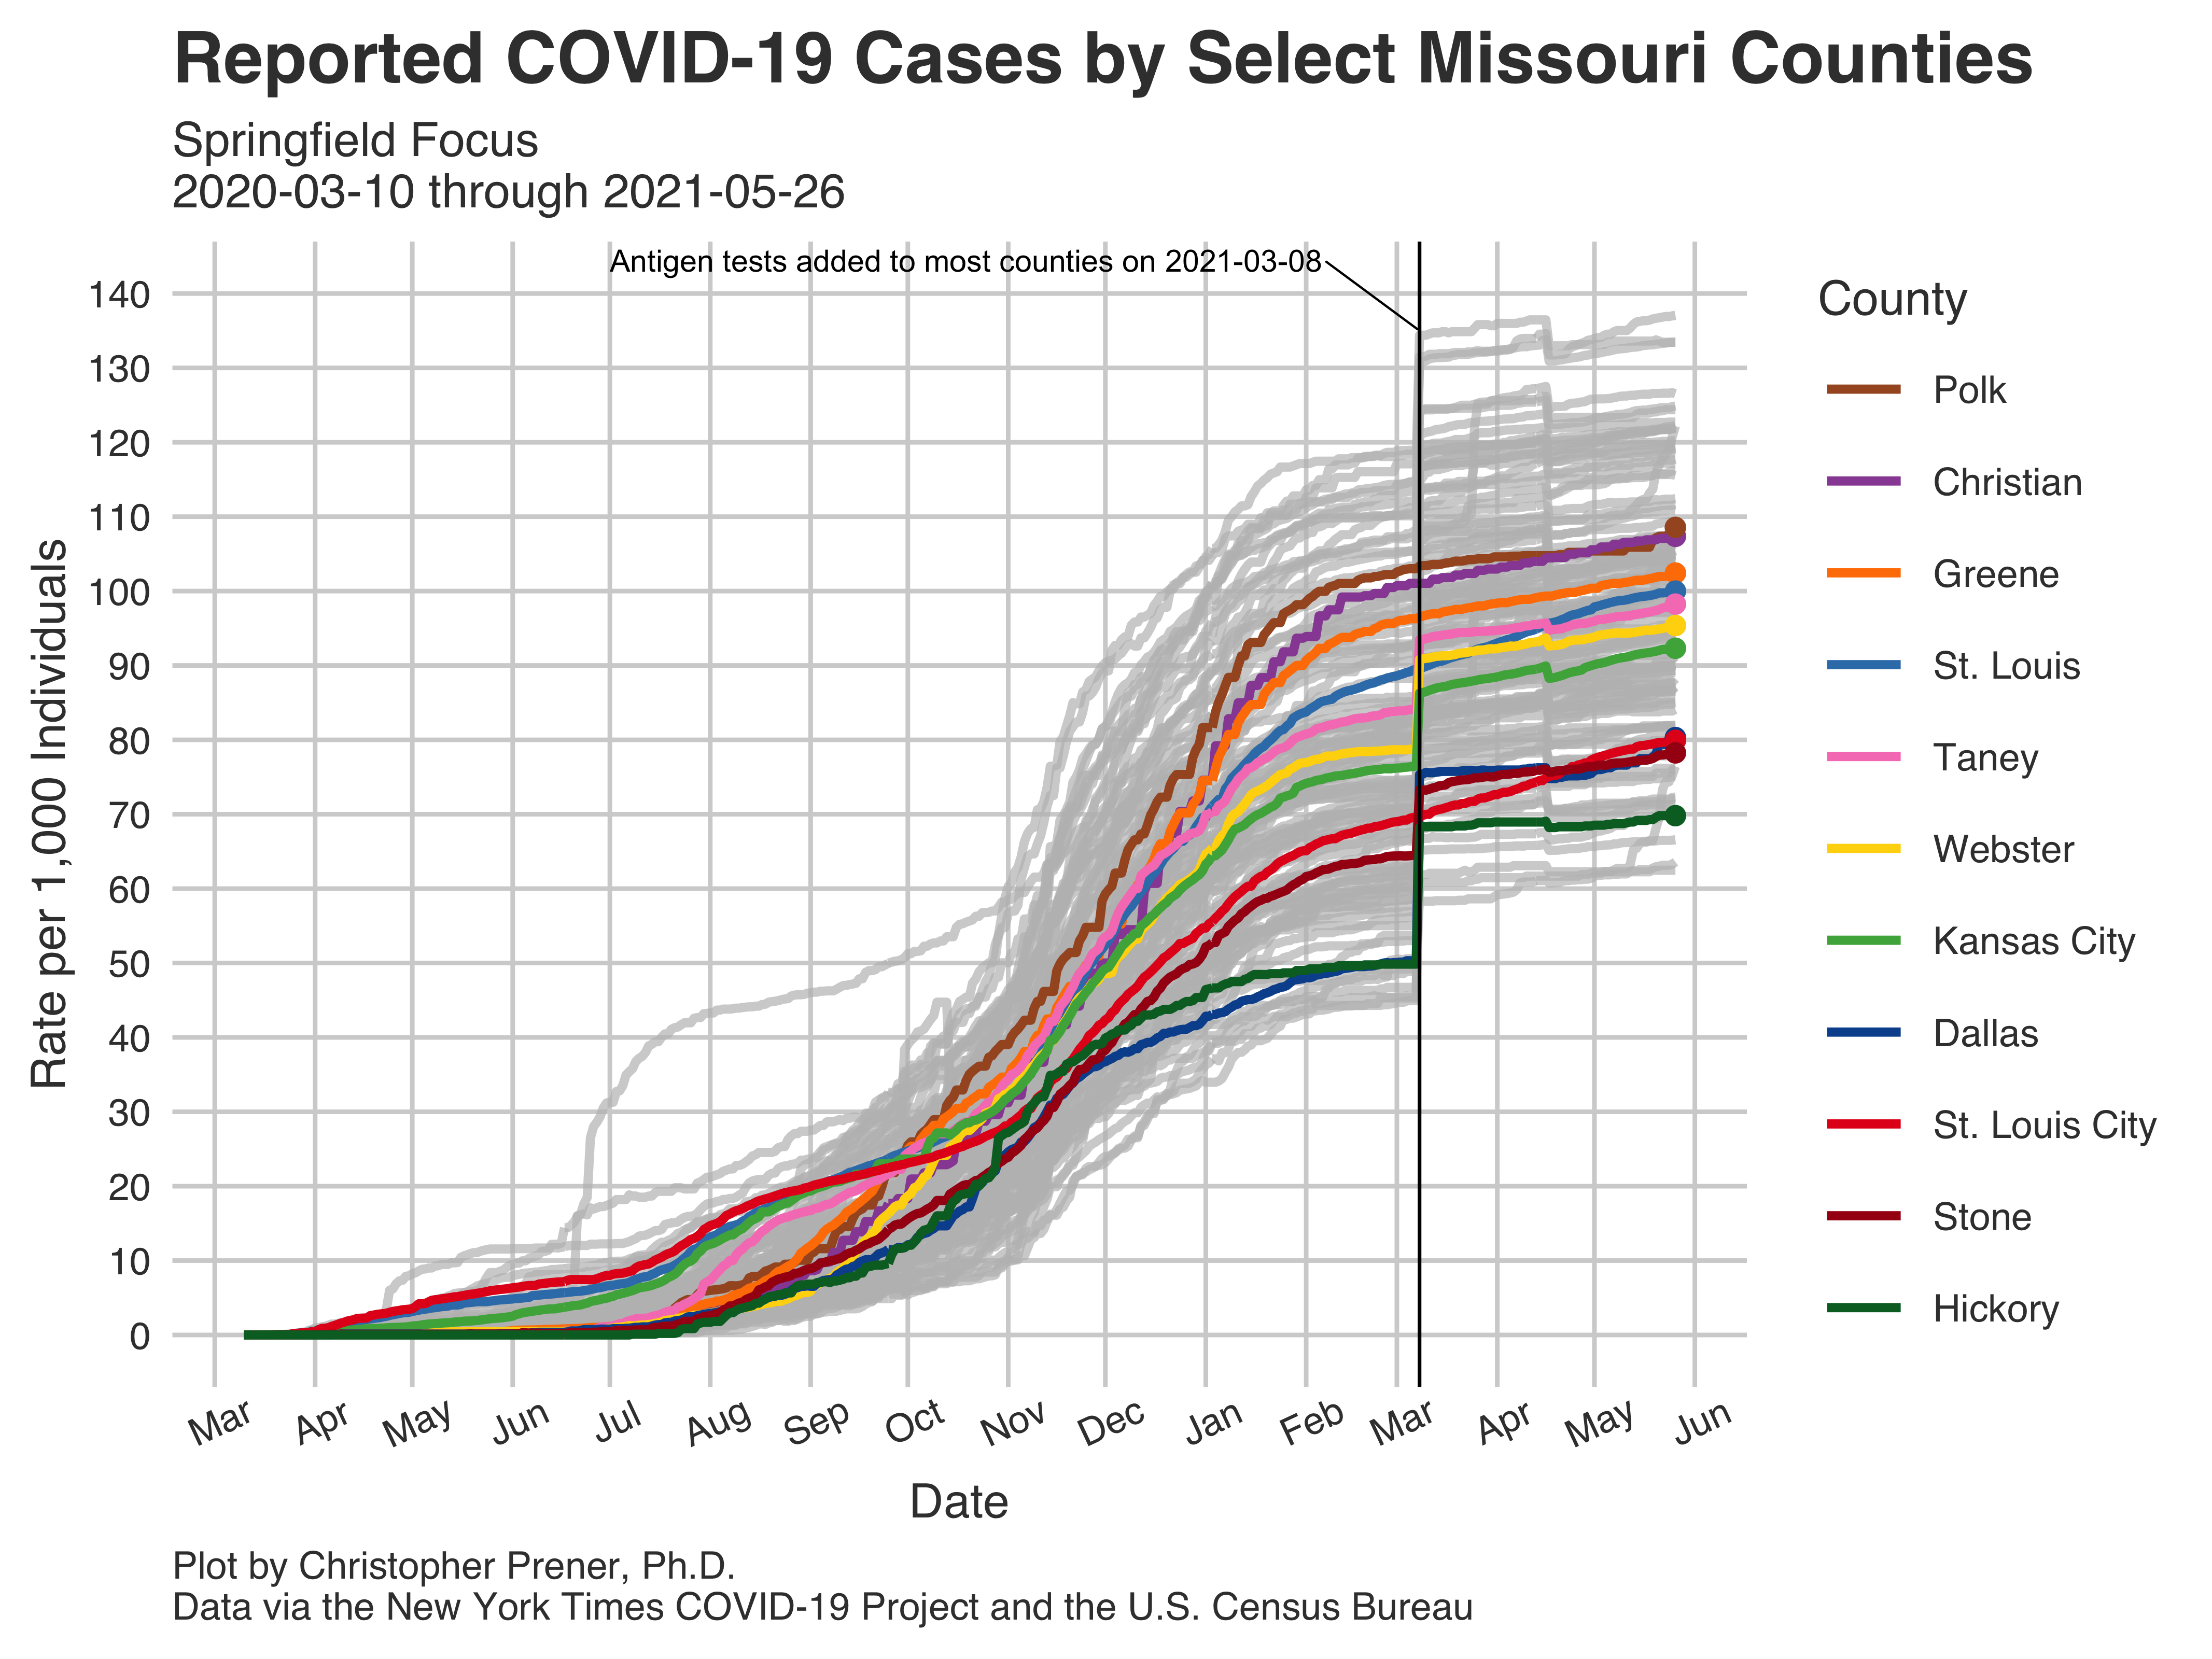 Reported COVID-19 Cases by Select Missouri Counties
Springfield Focus
2020-03-10 through 2021-05-26
Antigen tests added to most counties on 2021-03-08
Rate per 1,000 Individuals
140
130
120
110
100
90
80
70
60
50
40
30
20
10
0
Mar Apr May Jun Jul Aug Sep Oct Nov Dec Jan Feb Mar Apr May Jun
Date
County
Polk
Christian
Greene
St. Louis
Taney
Webster
Kansas City
Dallas
St. Louis City
Stone
Hickory
Plot by Christopher Prener, Ph.D.
Data via the New York Times COVID-19 Project and the U.S. Census Bureau